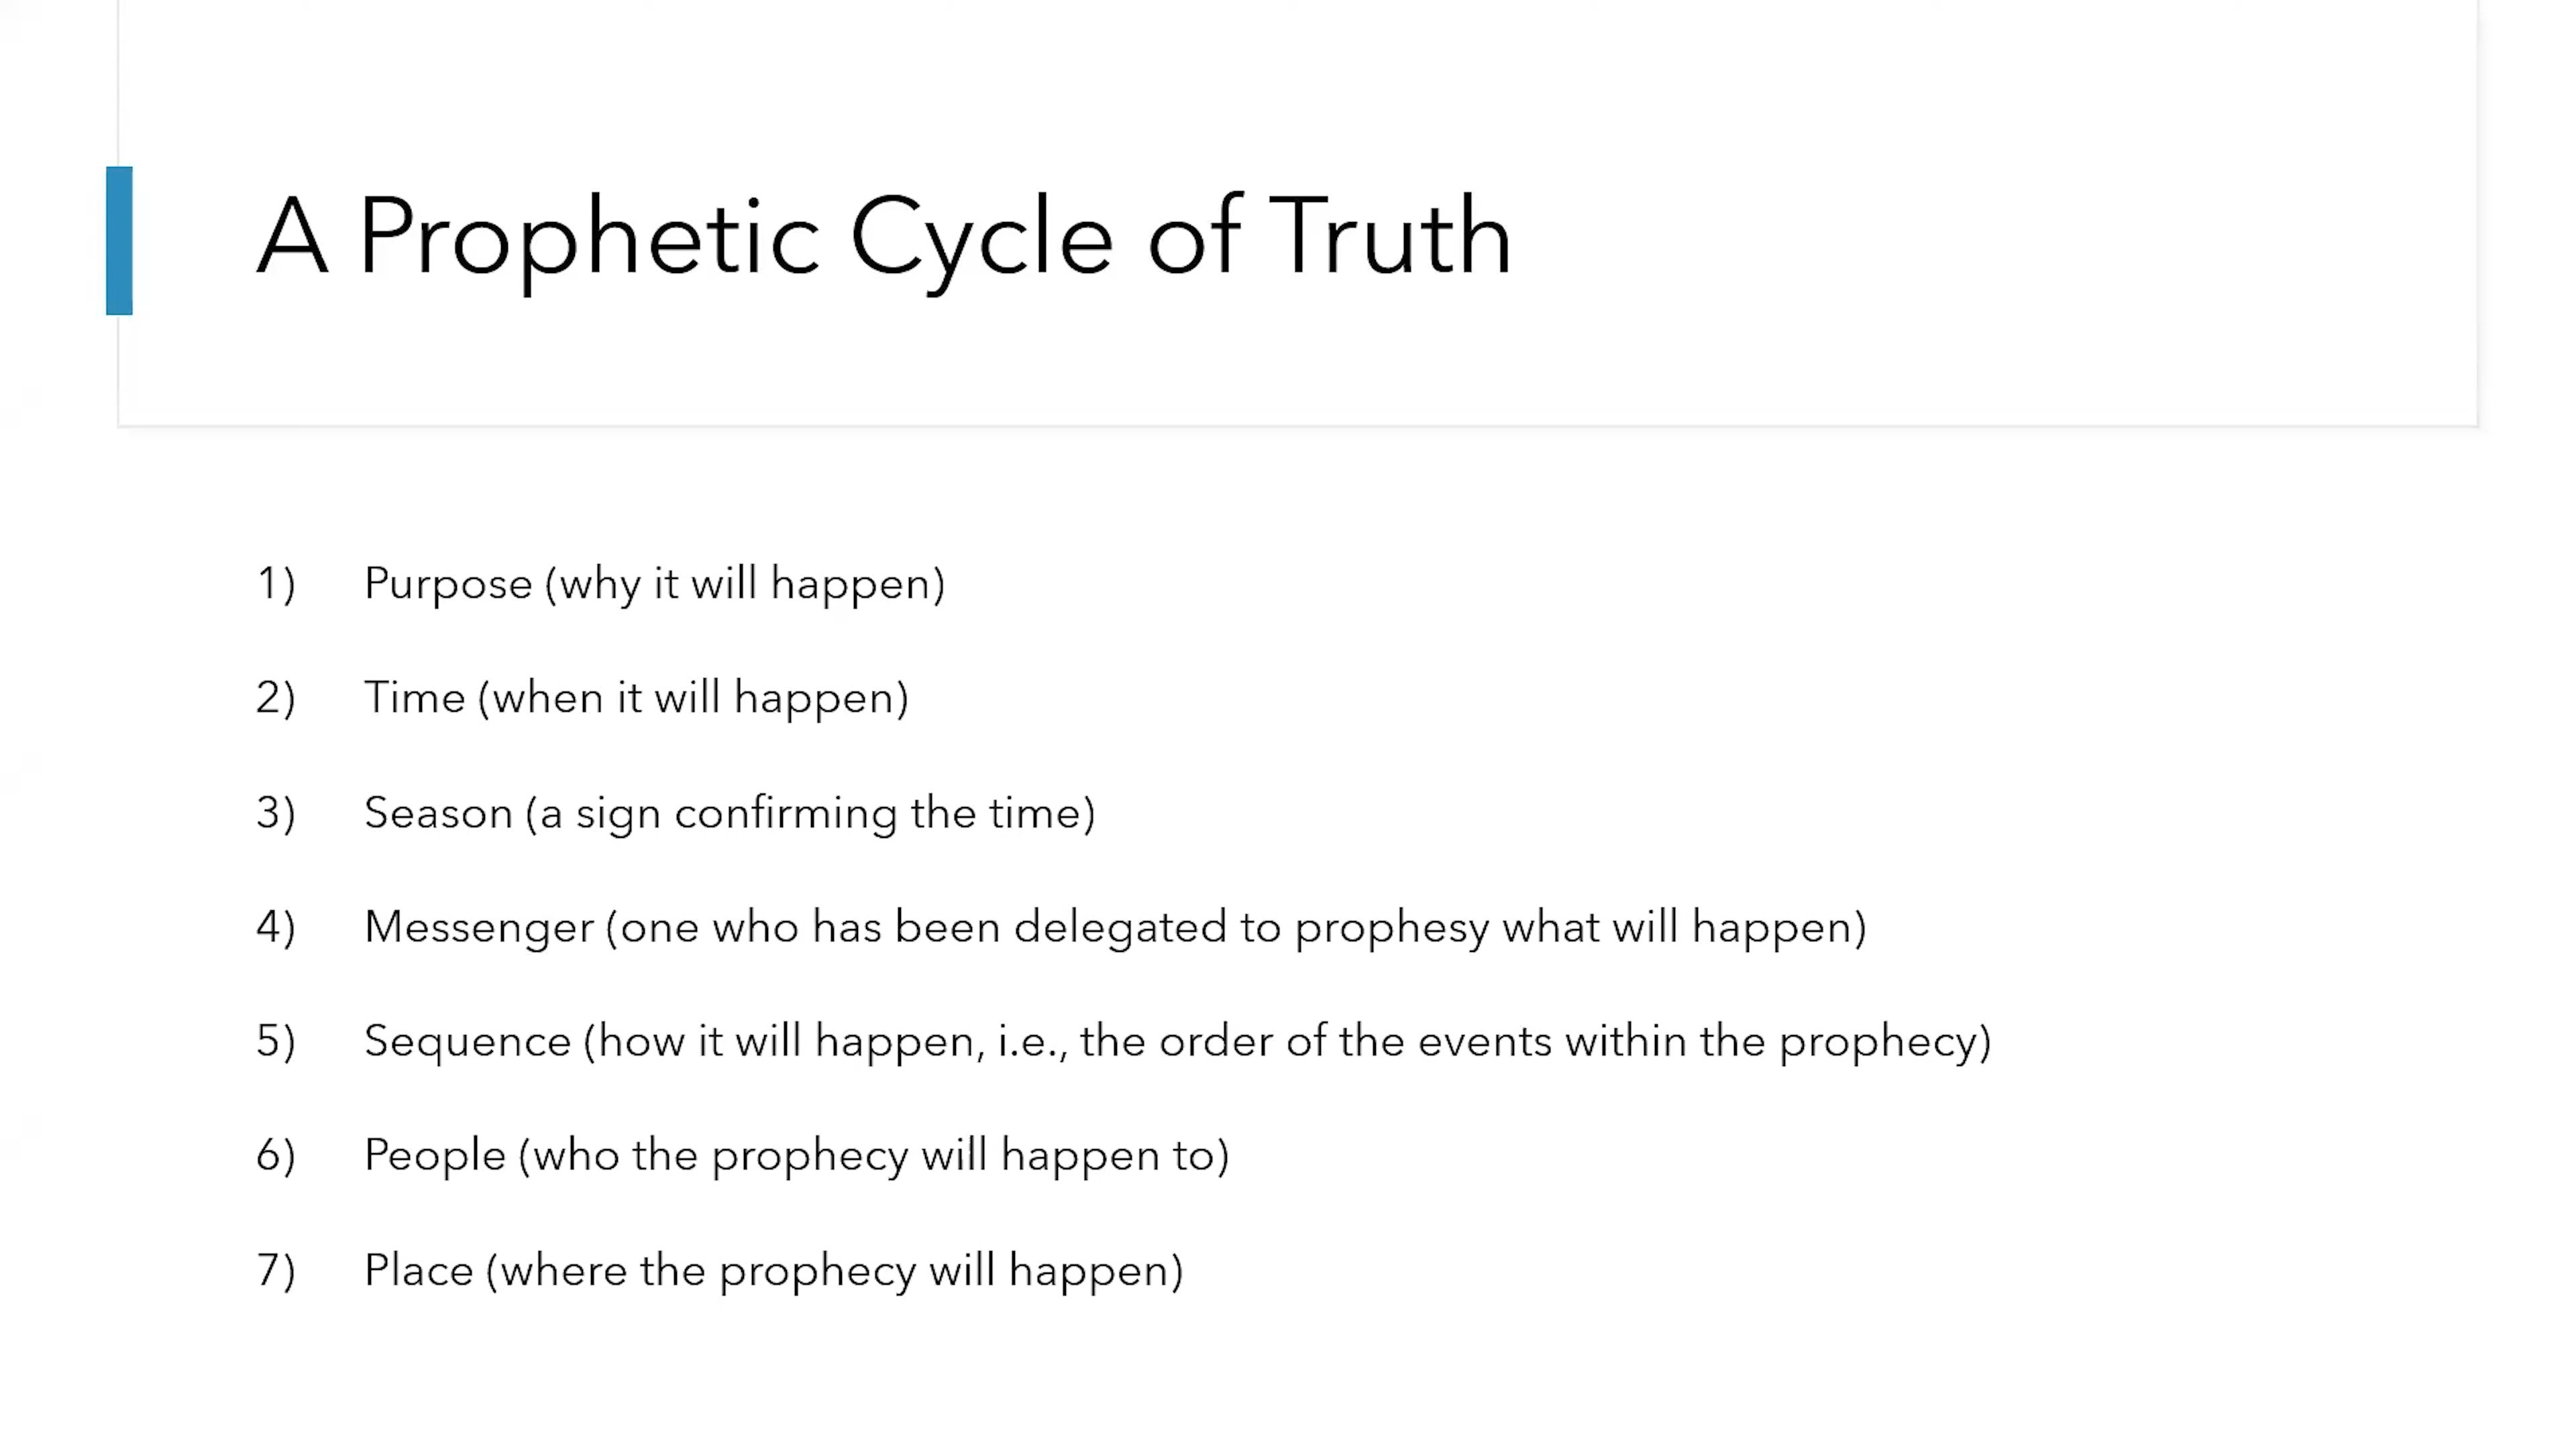 A Prophetic Cycle of Truth
1) Purpose (why it will happen)
2) Time (when it will happen)
3) Season (a sign confirming the time)
4) Messenger (one who has been delegated to prophesy what will happen)
5) Sequence (how it will happen, i.e., the order of the events within the prophecy)
6) People (who the prophecy will happen to)
7) Place (where the prophecy will happen)